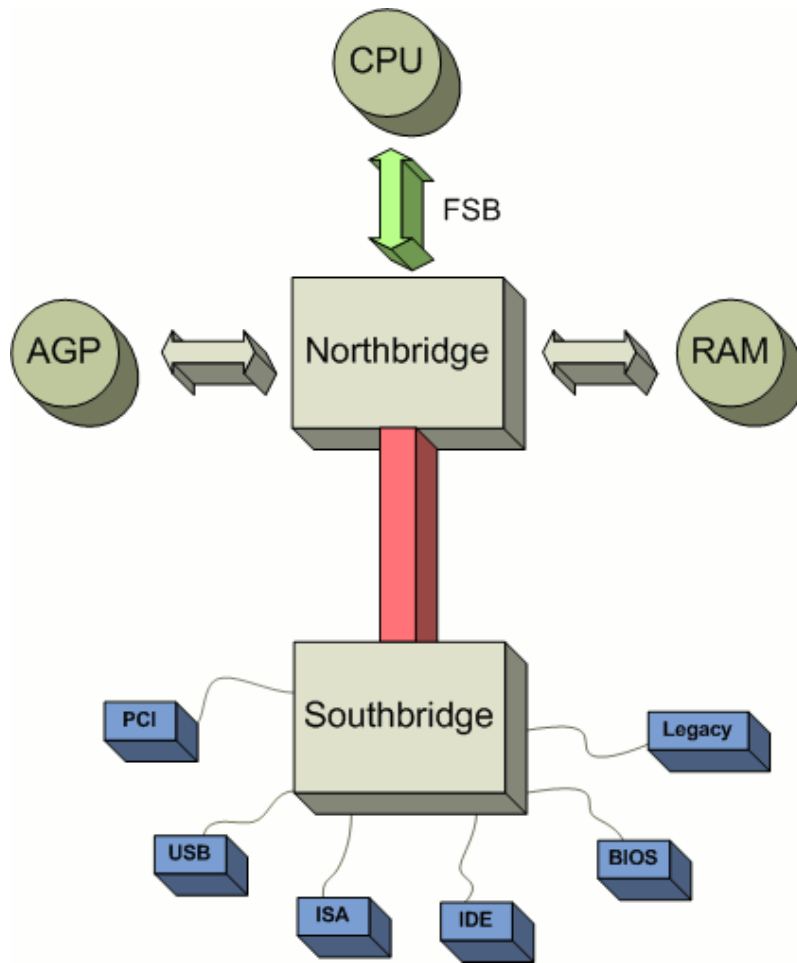 CPU
FSB
AGP
Northbridge
RAM
PCI
Southbridge
Legacy
USB
BIOS
ISA
IDE